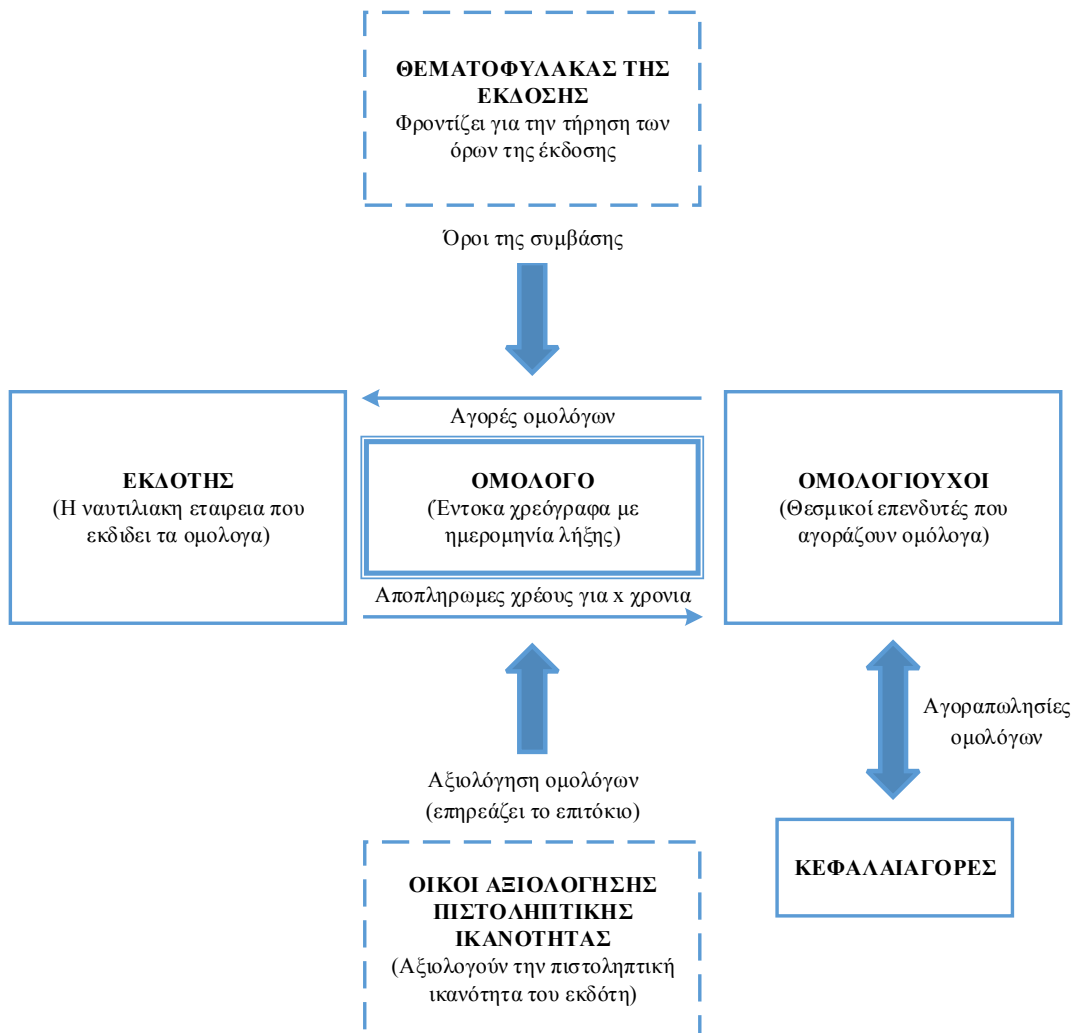 ΘΕΜΑΤΟΦΥΛΑΚΑΣ ΤΗΣ
ΕΚΔΟΣΗΣ
Φροντίζει για την τήρηση των
όρων της έκδοσης
Όροι της συμβάσης
Αγορές ομολόγων
ΕΚΔΟΤΗΣ
(Η ναυτιλιακη εταιρεια που
εκδιδει τα ομολογα)
ΟΜΟΛΟΓΟ
(Έντοκα χρεόγραφα με
ημερομηνία λήξης)
ΟΜΟΛΟΓΙΟΥΧΟΙ
(Θεσμικοί επενδυτές που
αγοράζουν ομόλογα)
Αποπληρωμες χρέους για x χρονια
Αγοραπωλησίες
ομολόγων
Αξιολόγηση ομολόγων
(επηρεάζει το επιτόκιο)
ΚΕΦΑΛΑΙΑΓΟΡΕΣ
ΟΙΚΟΙ ΑΞΙΟΛΟΓΗΣΗΣ
ΠΙΣΤΟΛΗΠΤΙΚΗΣ
ΙΚΑΝΟΤΗΤΑΣ
(Αξιολογούν την πιστοληπτική
ικανότητα του εκδότη)